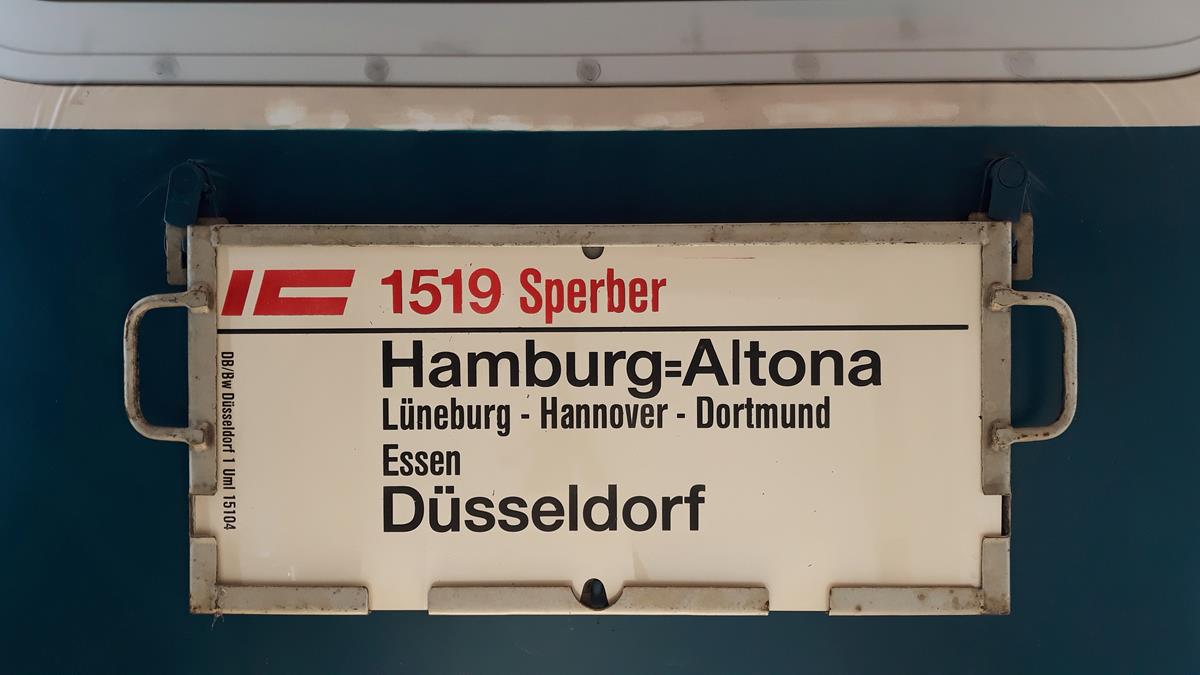 IC 1519 Sperber
Hamburg=Altona
Lüneburg - Hannover - Dortmund
Essen
Düsseldorf
DB/Bw Düsseldorf 1 Uml 15104